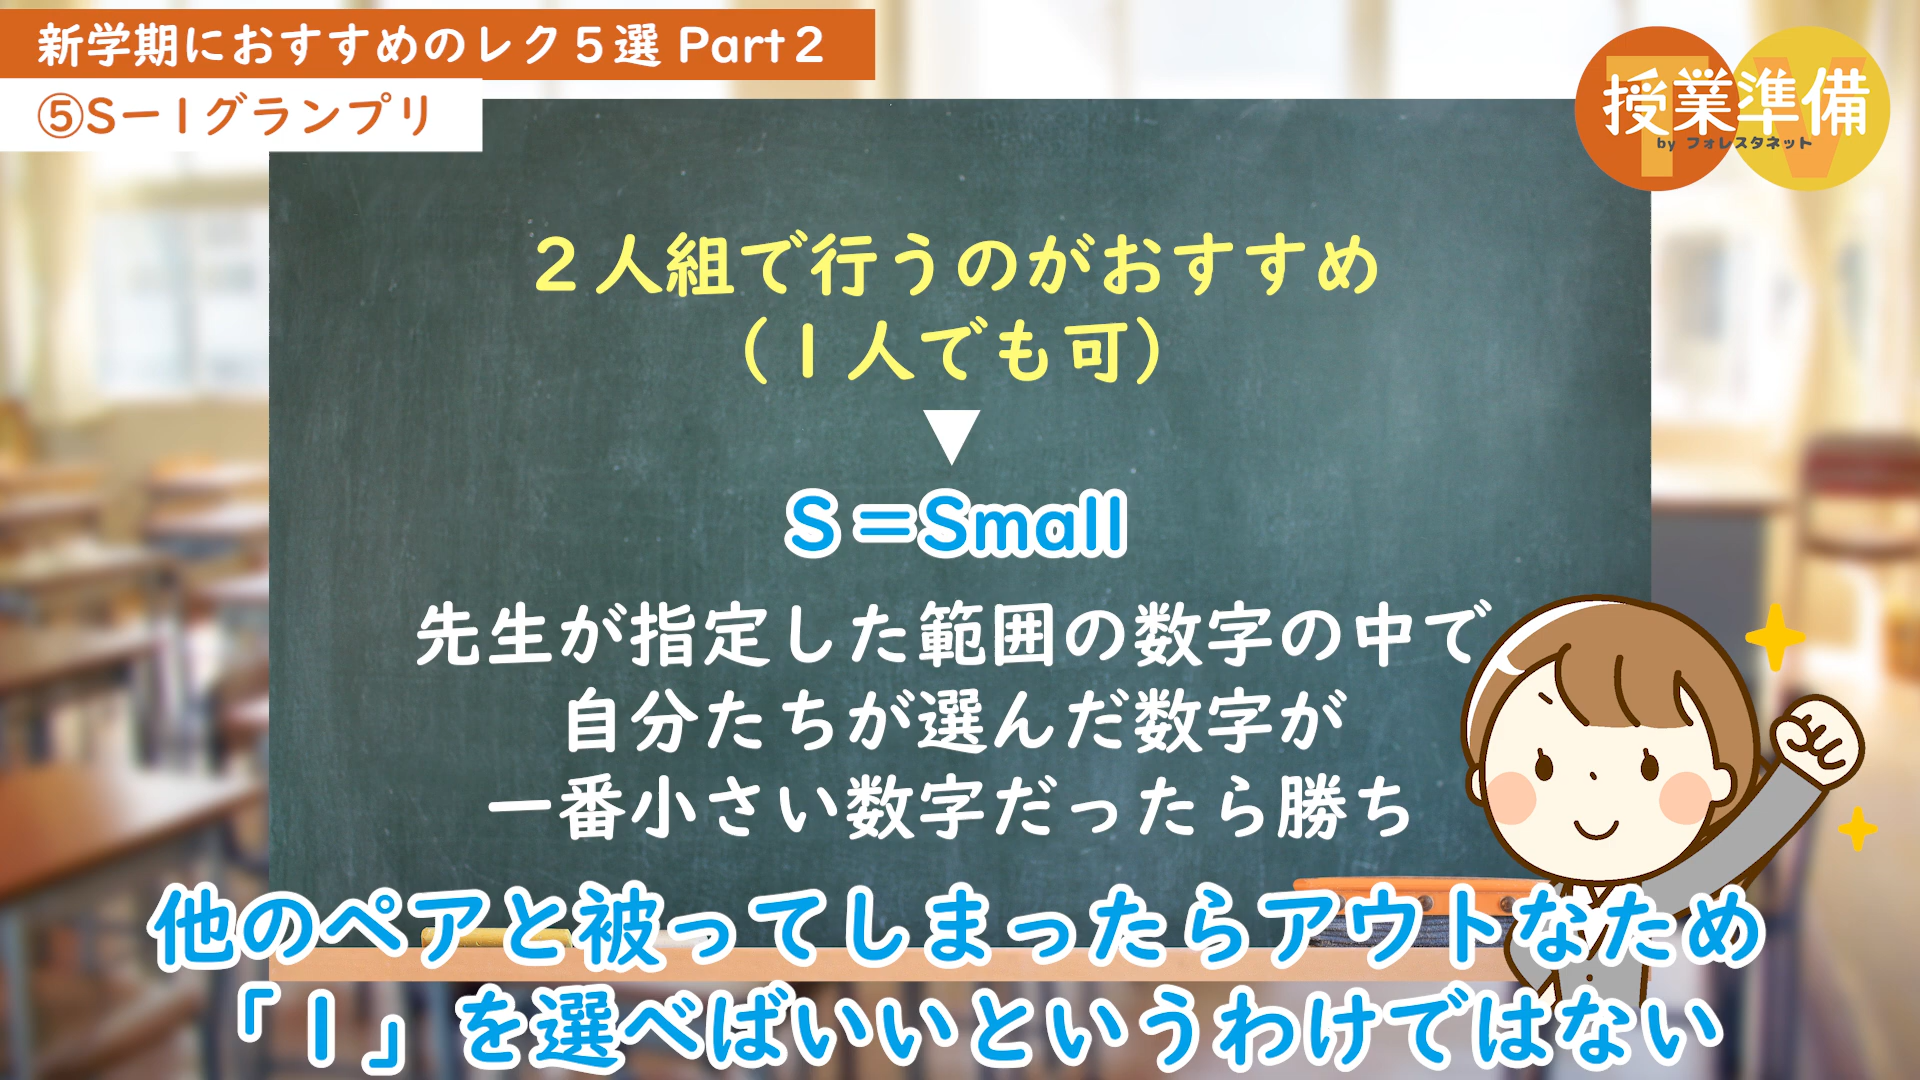 新学期におすすめのレク５選 Part２
⑤S－１グランプリ
授業準備
TV
by フォレスタネット
２人組で行うのがおすすめ
（１人でも可）
▼
S＝Small
先生が指定した範囲の数字の中で
自分たちが選んだ数字が
一番小さい数字だったら勝ち
他のペアと被ってしまったらアウトなため
「１」を選べばいいというわけではない